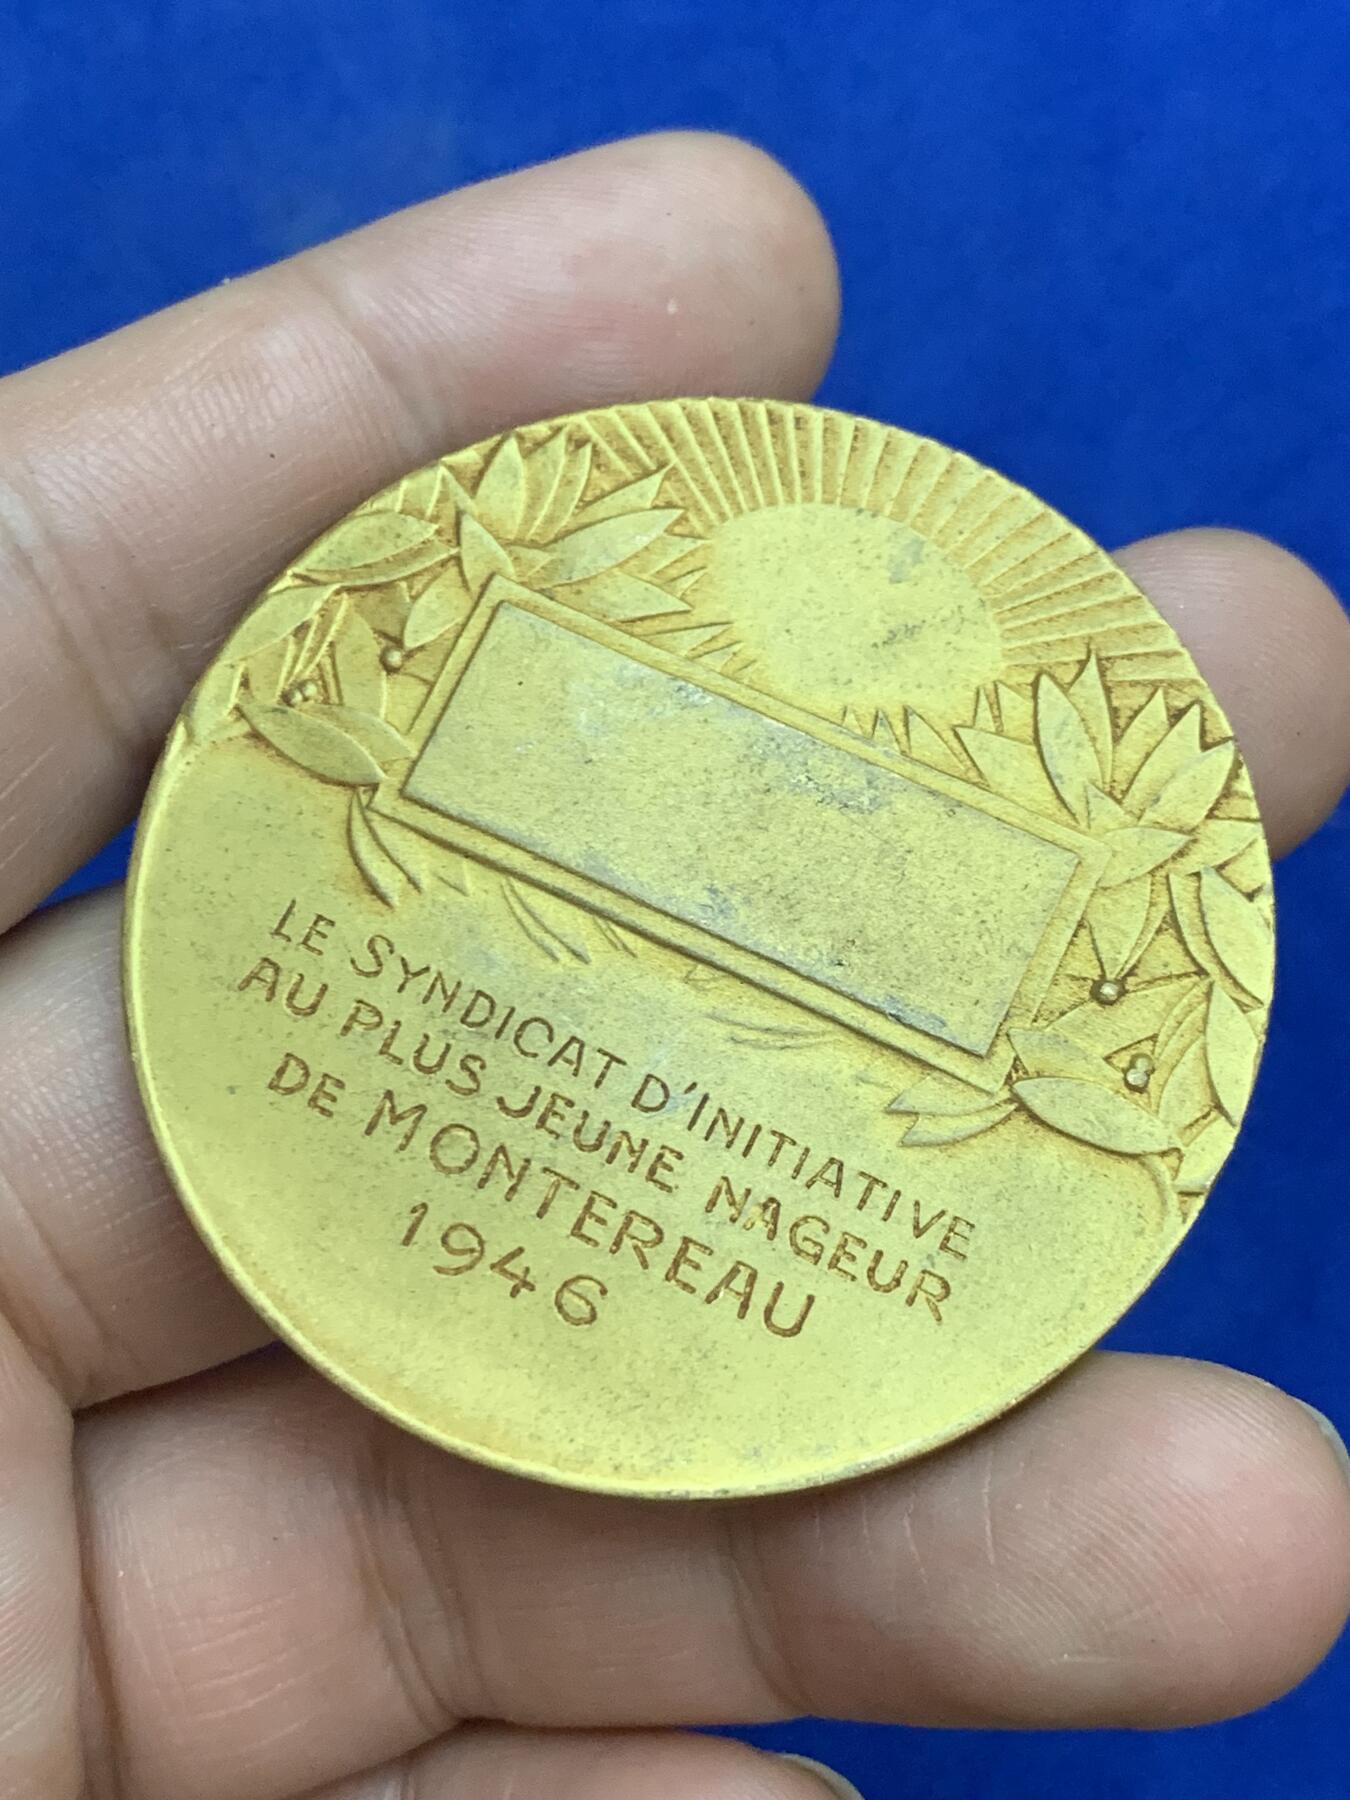 LE SYNDICAT D'INITIATIVE
AU PLUS JEUNE NAGEUR
DE MONTEREAU
1946